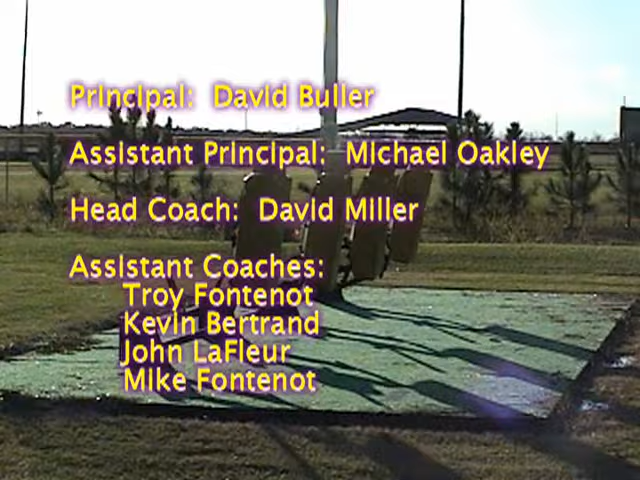 Principal: David Buller
Assistant Principal: Michael Oakley
Head Coach: David Miller
Assistant Coaches:
Troy Fontenot
Kevin Bertrand
John LaFleur
Mike Fontenot